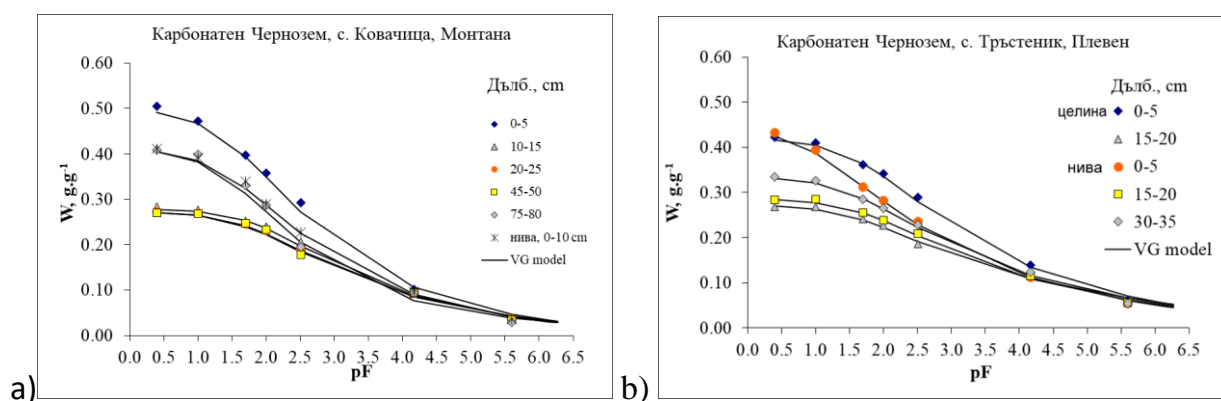 Карбонатен Чернозем, с. Ковачица, Монтана
0.60
0.50
0.40
0.30
0.20
0.10
0.00
W, g.g-1
0.0 0.5 1.0 1.5 2.0 2.5 3.0 3.5 4.0 4.5 5.0 5.5 6.0 6.5
pF
Дълб., cm
0-5
10-15
20-25
45-50
75-80
нива, 0-10 cm
VG model
a)
Карбонатен Чернозем, с. Тръстеник, Плевен
0.60
0.50
0.40
0.30
0.20
0.10
0.00
W, g.g-1
0.0 0.5 1.0 1.5 2.0 2.5 3.0 3.5 4.0 4.5 5.0 5.5 6.0 6.5
pF
Дълб., cm
целина 0-5
15-20
нива 0-5
15-20
30-35
VG model
b)